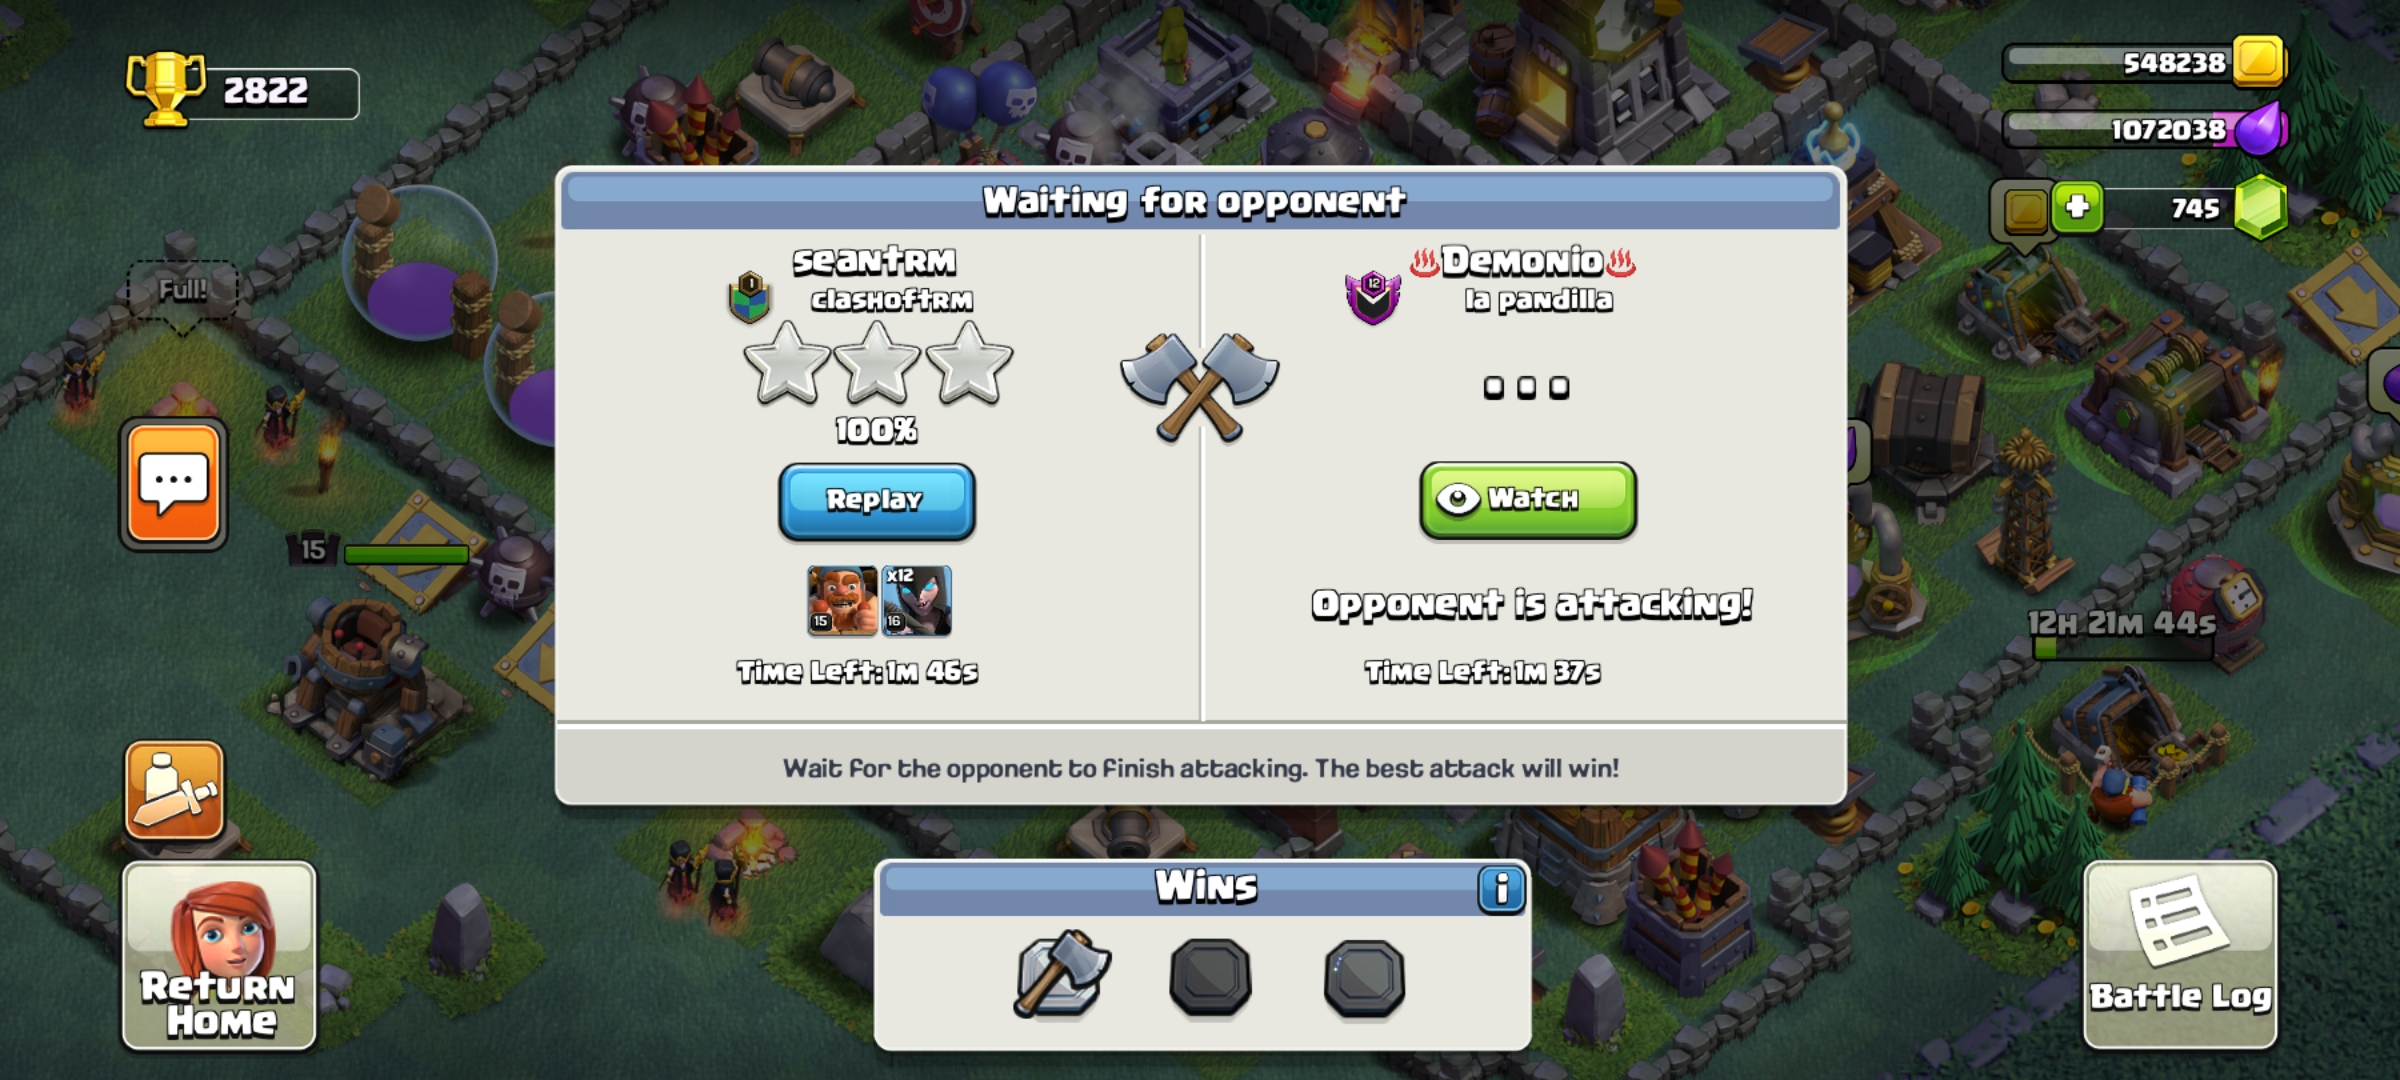 2822
548238
1072038
745
Full!
15
12H 21M 44s
Waiting for opponent
seantrm
1
clashoftrm
100%
Replay
x12
15
16
Time Left:1m 46s
♨Demonio♨
12
la pandilla
...
Watch
Opponent is attacking!
Time Left:1m 37s
Wait for the opponent to finish attacking. The best attack will win!
Wins
i
Return
Home
Battle Log